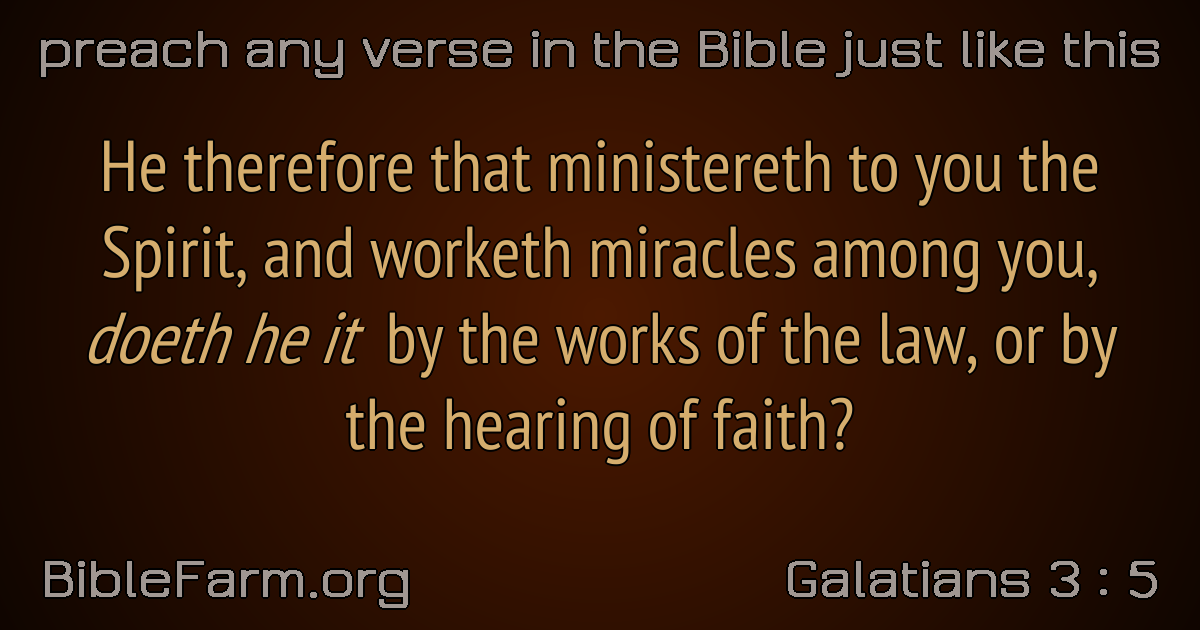 preach any verse in the Bible just like this
He therefore that ministereth to you the
Spirit, and worketh miracles among you,
doeth he it by the works of the law, or by
the hearing of faith?
BibleFarm.org
Galatians 3 : 5